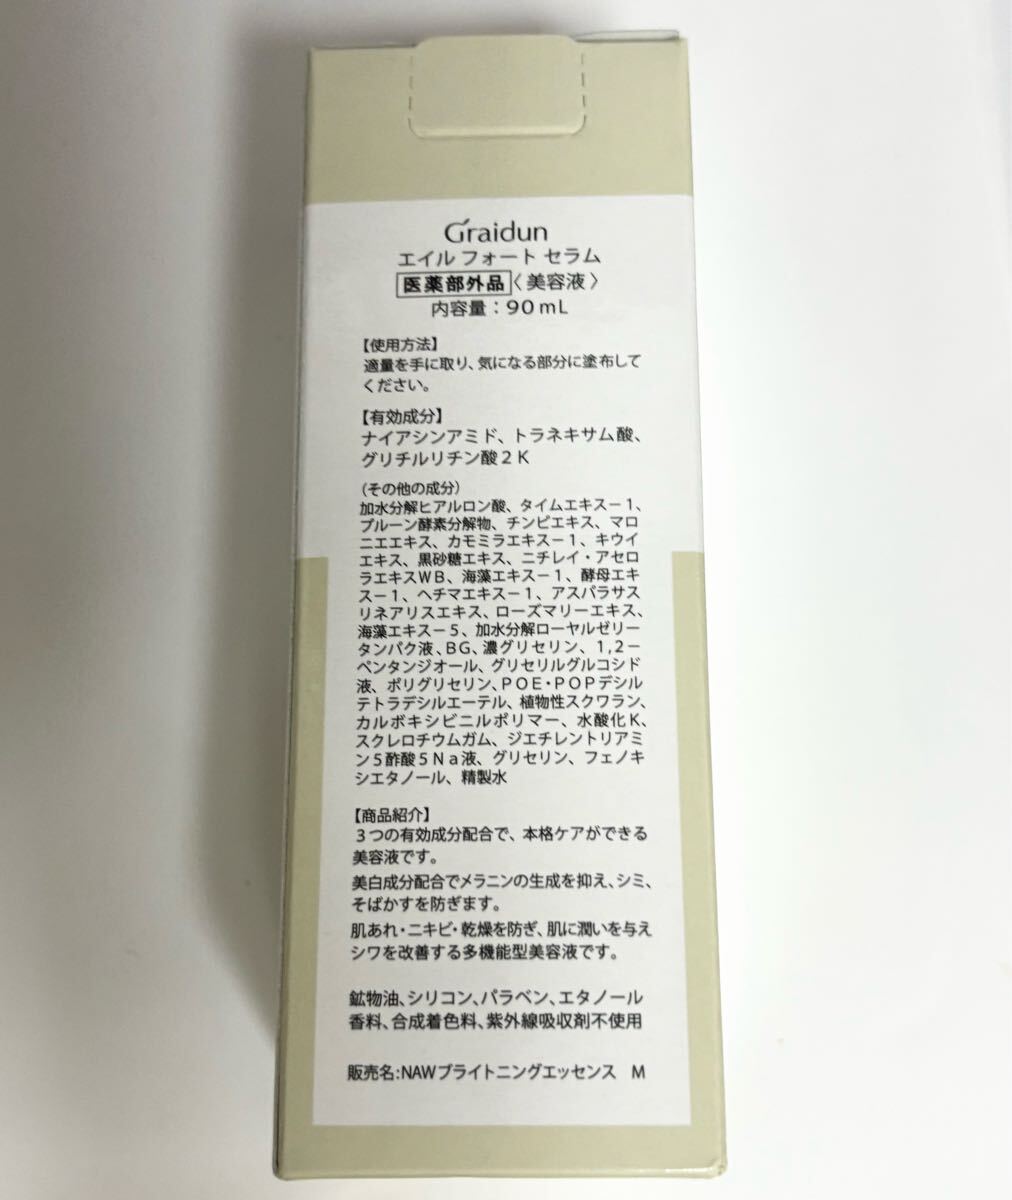 Graidun
エイル フォート セラム
医薬部外品〈 美容液 〉
内容量：90mL
【使用方法】
適量を手に取り、気になる部分に塗布して
ください。
【有効成分】
ナイアシンアミド、トラネキサム酸、
グリチルリチン酸２Ｋ
（その他の成分）
加水分解ヒアルロン酸、タイムエキス－１、
プルーン酵素分解物、チンピエキス、マロ
ニエエキス、カモミラエキス－１、キウイ
エキス、黒砂糖エキス、ニチレイ・アセロ
ラエキスＷＢ、海藻エキス－１、酵母エキ
ス－１、ヘチマエキス－１、アスパラサス
リネアリスエキス、ローズマリーエキス、
海藻エキス－５、加水分解ローヤルゼリー
タンパク液、ＢＧ、濃グリセリン、１,２－
ペンタンジオール、グリセリルグルコシド
液、ポリグリセリン、ＰＯＥ・ＰＯＰデシル
テトラデシルエーテル、植物性スクワラン、
カルボキシビニルポリマー、水酸化Ｋ、
スクレロチウムガム、ジエチレントリアミ
ン５酢酸５Ｎａ液、グリセリン、フェノキ
シエタノール、精製水
【商品紹介】
３つの有効成分配合で、本格ケアができる
美容液です。
美白成分配合でメラニンの生成を抑え、シミ、
そばかすを防ぎます。
肌あれ・ニキビ・乾燥を防ぎ、肌に潤いを与え
シワを改善する多機能型美容液です。
鉱物油、シリコン、パラベン、エタノール
香料、合成着色料、紫外線吸収剤不使用
販売名:NAWブライトニングエッセンス　M